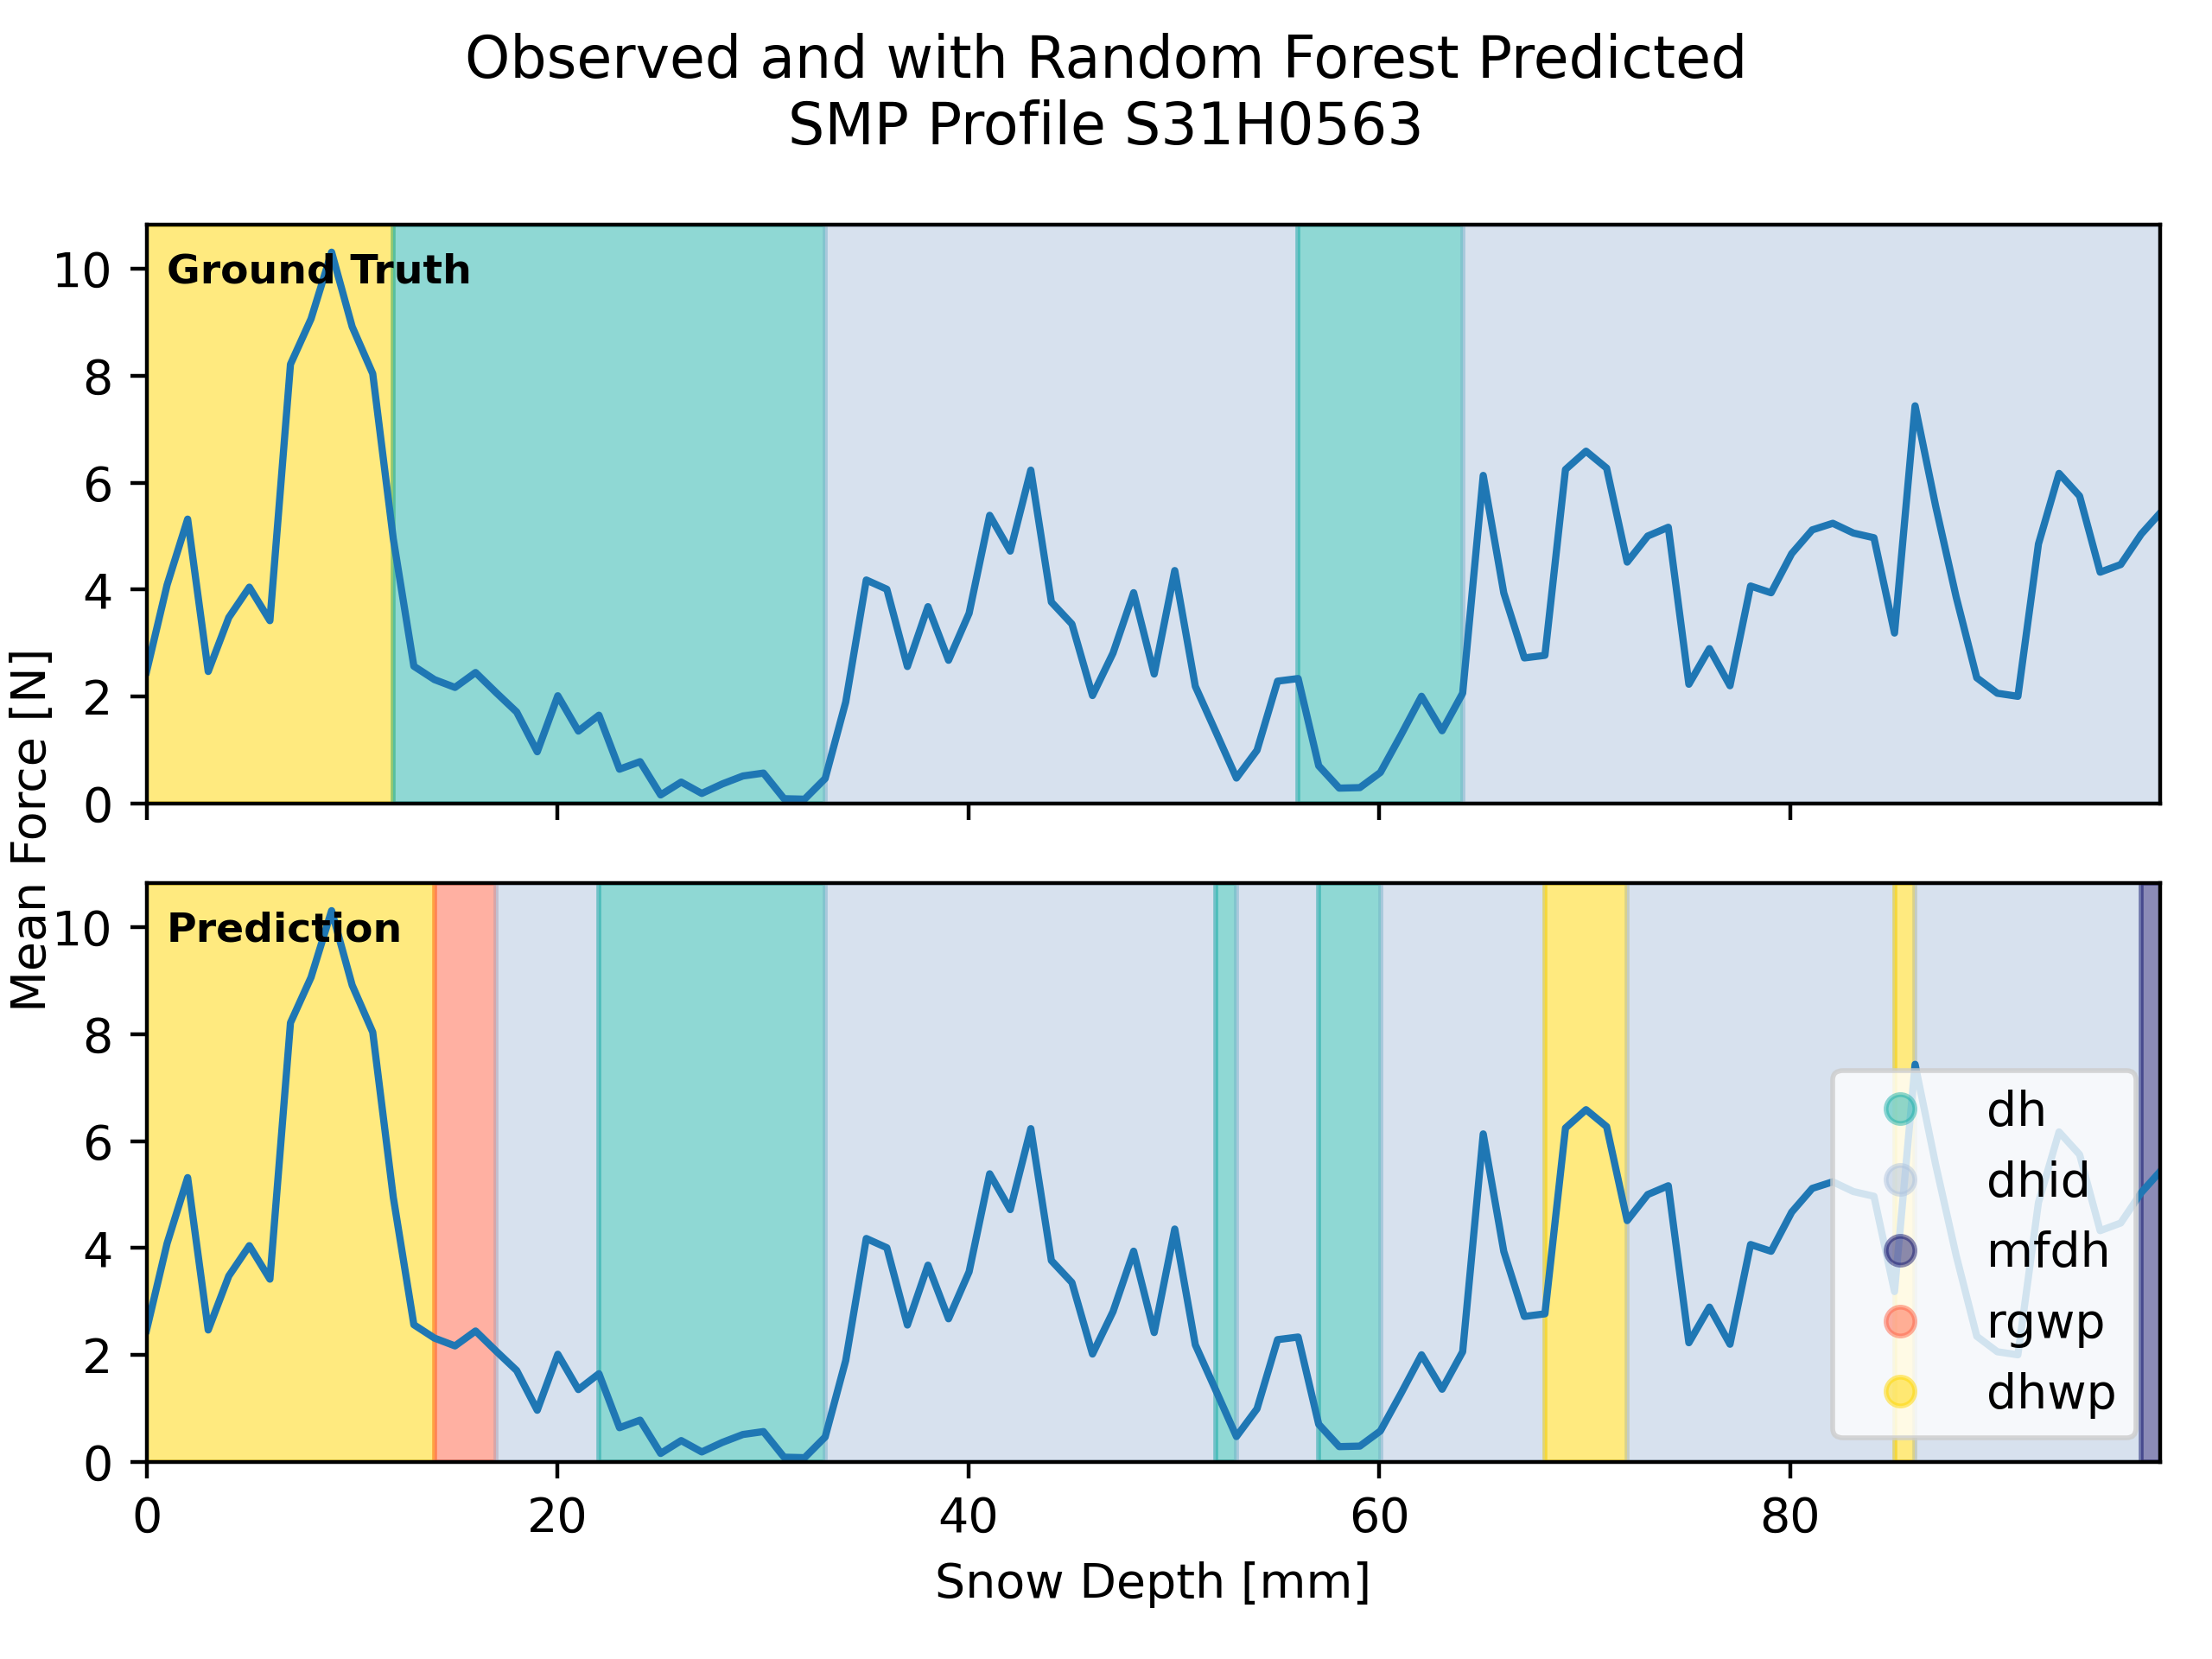 Observed and with Random Forest Predicted
SMP Profile S31H0563
Mean Force [N]
Ground Truth
10
8
6
4
2
0
Prediction
10
8
6
4
2
0
dh
dhid
mfdh
rgwp
dhwp
0 20 40 60 80
Snow Depth [mm]